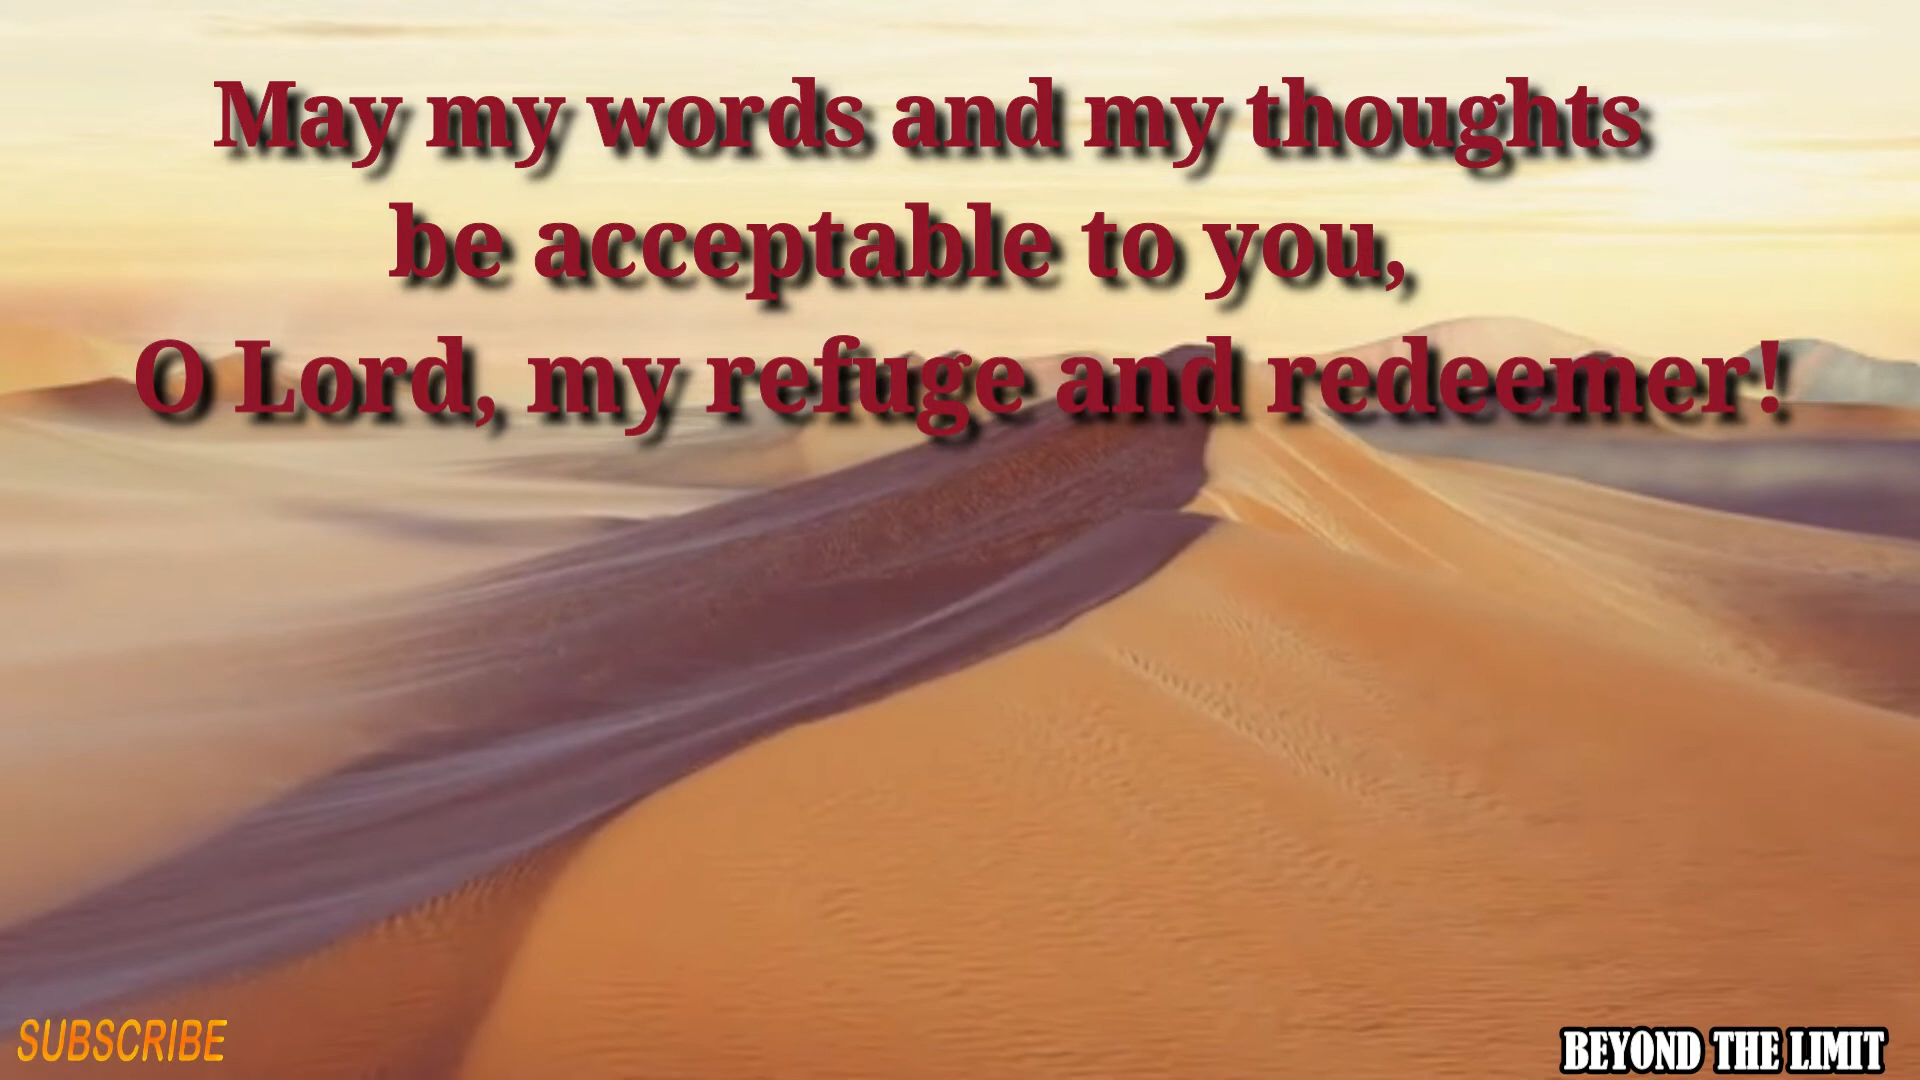 May my words and my thoughts
be acceptable to you,
O Lord, my refuge and redeemer!
SUBSCRIBE
BEYOND THE LIMIT